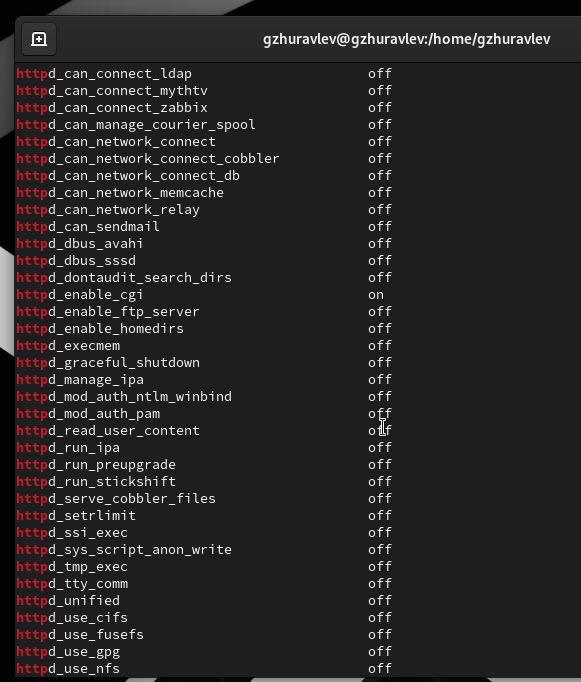 gzhuravlev@gzhuravlev:/home/gzhuravlev
httpd_can_connect_ldap off
httpd_can_connect_mythtv off
httpd_can_connect_zabbix off
httpd_can_manage_courier_spool off
httpd_can_network_connect off
httpd_can_network_connect_cobbler off
httpd_can_network_connect_db off
httpd_can_network_memcache off
httpd_can_network_relay off
httpd_can_sendmail off
httpd_dbus_avahi off
httpd_dbus_sssd off
httpd_dontaudit_search_dirs off
httpd_enable_cgi on
httpd_enable_ftp_server off
httpd_enable_homedirs off
httpd_execmem off
httpd_graceful_shutdown off
httpd_manage_ipa off
httpd_mod_auth_ntlm_winbind off
httpd_mod_auth_pam off
httpd_read_user_content off
httpd_run_ipa off
httpd_run_preupgrade off
httpd_run_stickshift off
httpd_serve_cobbler_files off
httpd_setrlimit off
httpd_ssi_exec off
httpd_sys_script_anon_write off
httpd_tmp_exec off
httpd_tty_comm off
httpd_unified off
httpd_use_cifs off
httpd_use_fusefs off
httpd_use_gpg off
httpd_use_nfs off